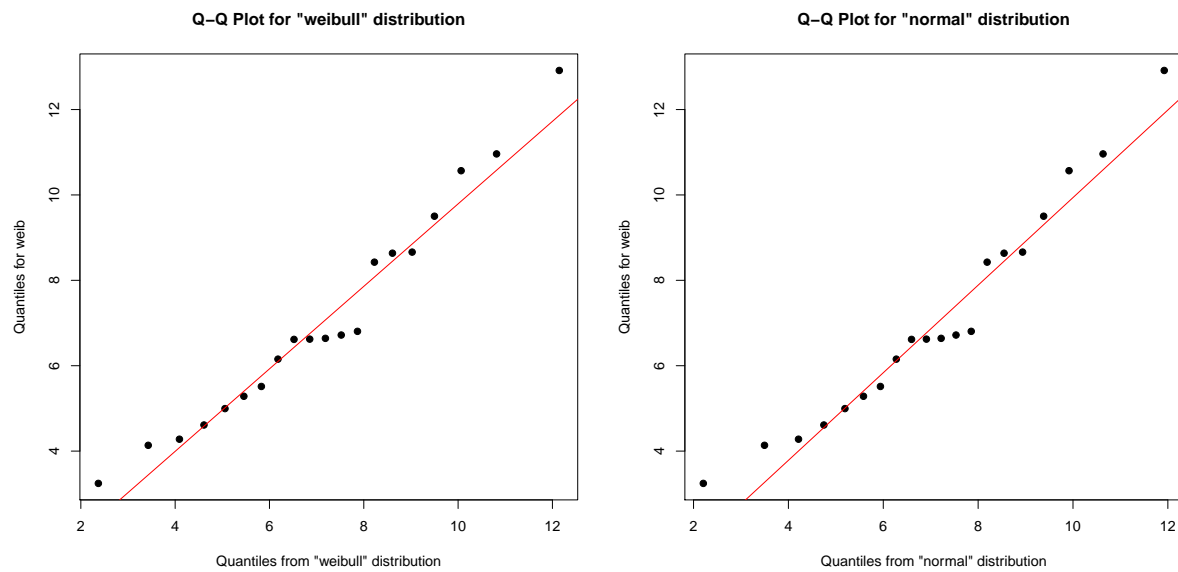 Q−Q Plot for "weibull" distribution
Quantiles for weib
12
10
8
6
4
2 4 6 8 10 12
Quantiles from "weibull" distribution
Q−Q Plot for "normal" distribution
Quantiles for weib
12
10
8
6
4
2 4 6 8 10 12
Quantiles from "normal" distribution